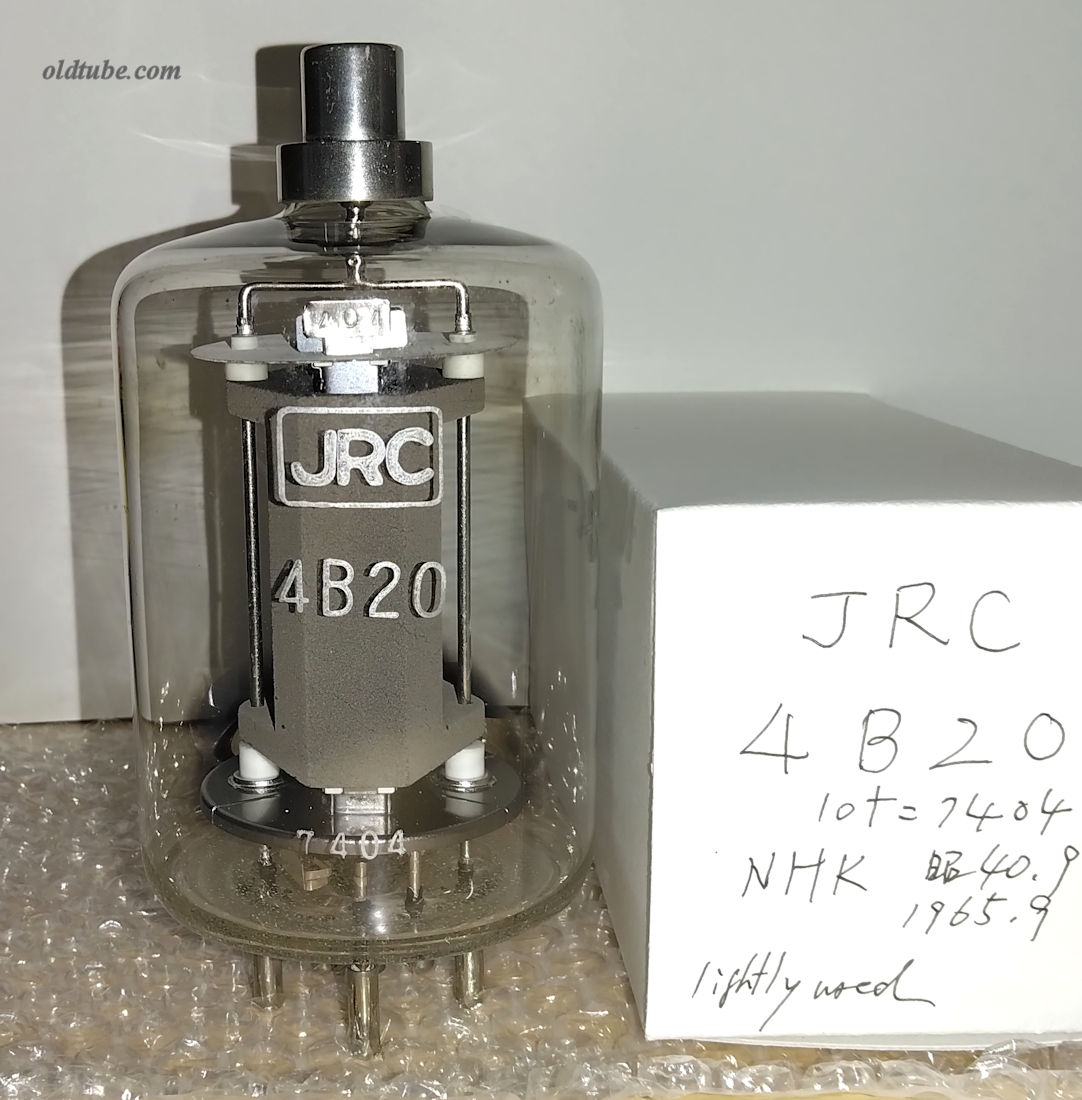 oldtube.com
404
JRC
4B20
7404
JRC
4B20
lot=7404
NHK 昭40.9
1965.9
lightly used